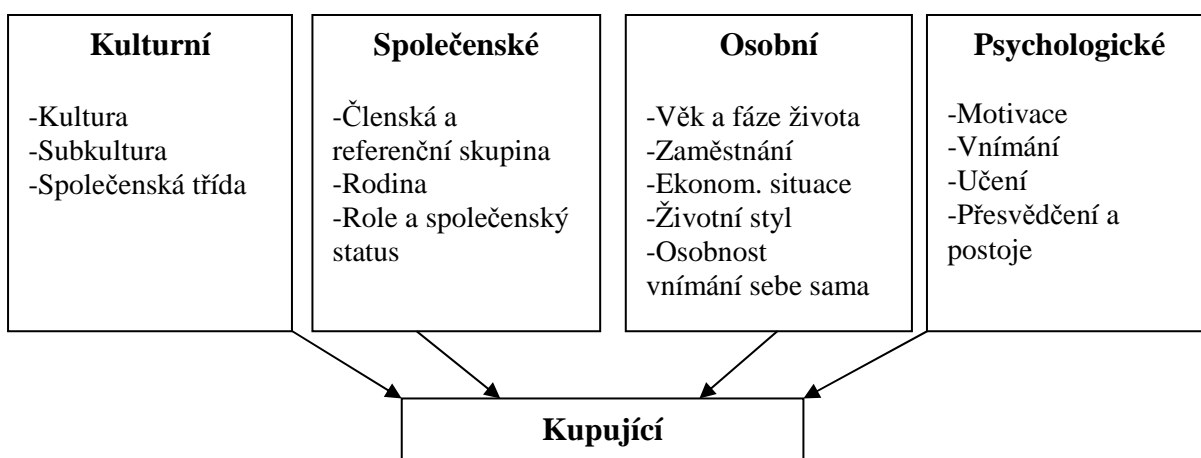 Kulturní
-Kultura
-Subkultura
-Společenská třída
Společenské
-Členská a
referenční skupina
-Rodina
-Role a společenský
status
Osobní
-Věk a fáze života
-Zaměstnání
-Ekonom. situace
-Životní styl
-Osobnost
vnímání sebe sama
Psychologické
-Motivace
-Vnímání
-Učení
-Přesvědčení a
postoje
Kupující